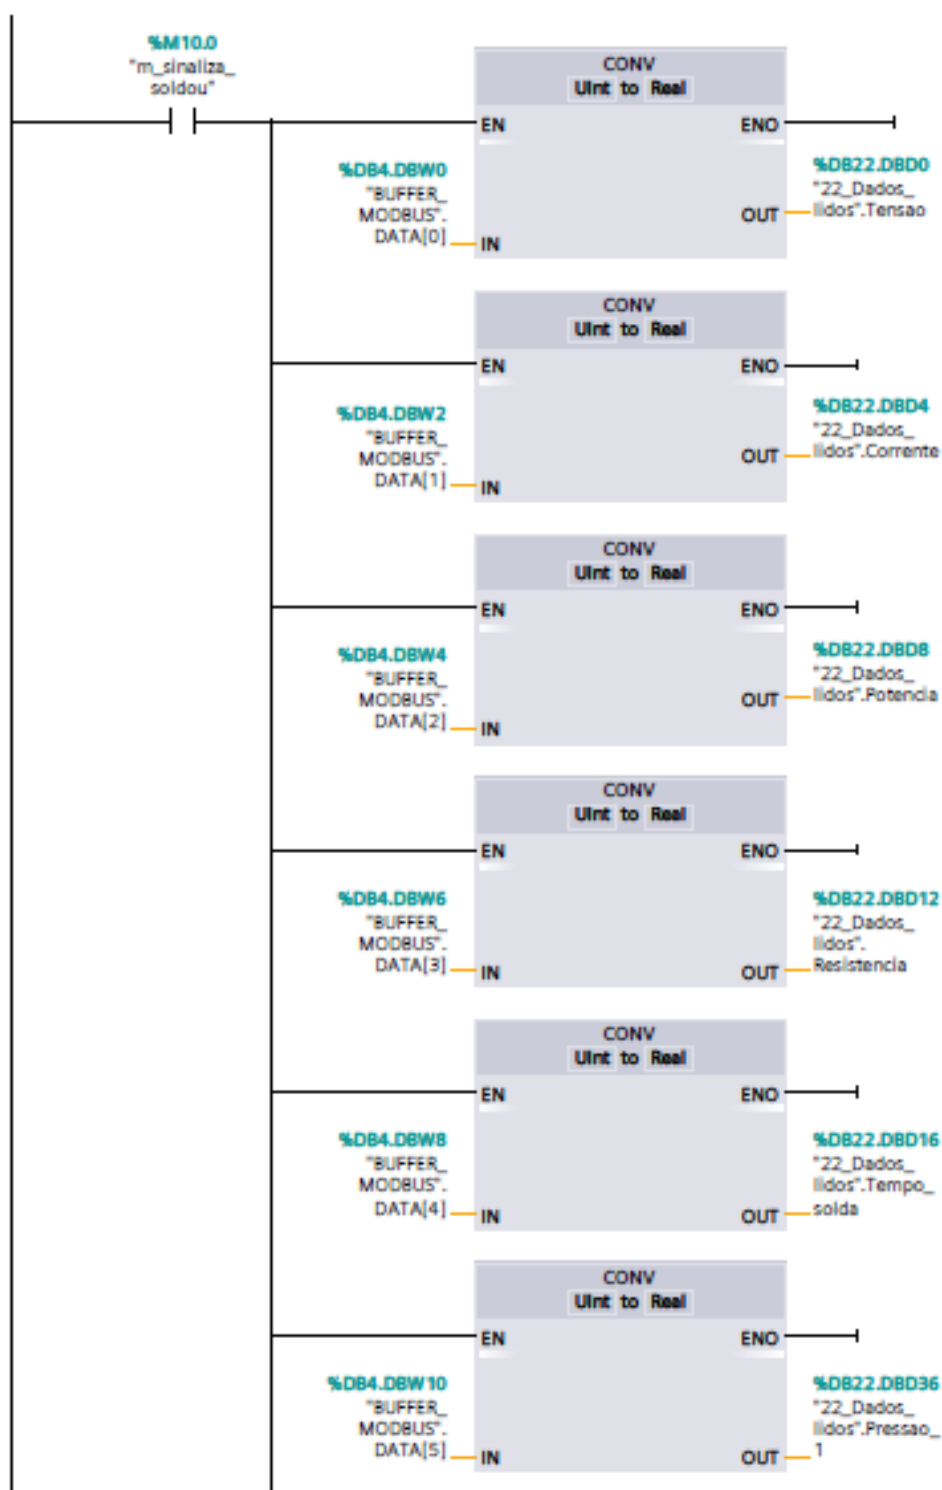 %M10.0
"m_sinaliza_
soldou"
CONV
UInt to Real
EN
ENO
%DB4.DBW0
"BUFFER_
MODBUS".
DATA[0]
IN
%DB22.DBD0
"22_Dados_
lidos".Tensao
OUT
CONV
UInt to Real
EN
ENO
%DB4.DBW2
"BUFFER_
MODBUS".
DATA[1]
IN
%DB22.DBD4
"22_Dados_
lidos".Corrente
OUT
CONV
UInt to Real
EN
ENO
%DB4.DBW4
"BUFFER_
MODBUS".
DATA[2]
IN
%DB22.DBD8
"22_Dados_
lidos".Potencia
OUT
CONV
UInt to Real
EN
ENO
%DB4.DBW6
"BUFFER_
MODBUS".
DATA[3]
IN
%DB22.DBD12
"22_Dados_
lidos".
Resistencia
OUT
CONV
UInt to Real
EN
ENO
%DB4.DBW8
"BUFFER_
MODBUS".
DATA[4]
IN
%DB22.DBD16
"22_Dados_
lidos".Tempo_
solda
OUT
CONV
UInt to Real
EN
ENO
%DB4.DBW10
"BUFFER_
MODBUS".
DATA[5]
IN
%DB22.DBD36
"22_Dados_
lidos".Pressao_
1
OUT